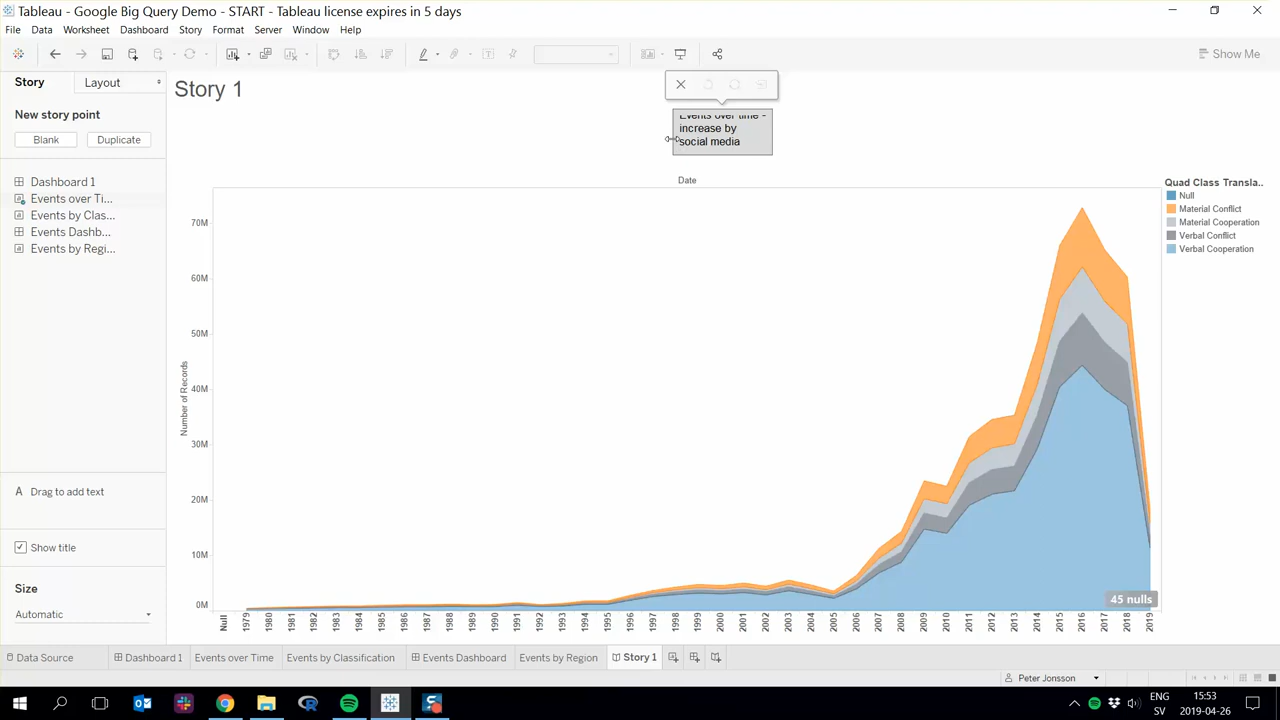 Tableau - Google Big Query Demo - START - Tableau license expires in 5 days
File Data Worksheet Dashboard Story Format Server Window Help
Show Me
Story Layout
New story point
Blank Duplicate
Dashboard 1
Events over Ti...
Events by Clas...
Events Dashb...
Events by Regi...
A Drag to add text
Show title
Size
Automatic
Story 1
Events over time -
increase by
social media
Date
Number of Records
70M
60M
50M
40M
30M
20M
10M
0M
Null 1979 1980 1981 1982 1983 1984 1985 1986 1987 1988 1989 1990 1991 1992 1993 1994 1995 1996 1997 1998 1999 2000 2001 2002 2003 2004 2005 2006 2007 2008 2009 2010 2011 2012 2013 2014 2015 2016 2017 2018 2019
45 nulls
Quad Class Transla..
Null
Material Conflict
Material Cooperation
Verbal Conflict
Verbal Cooperation
Data Source Dashboard 1 Events over Time Events by Classification Events Dashboard Events by Region Story 1
Peter Jonsson
ENG
SV
15:53
2019-04-26